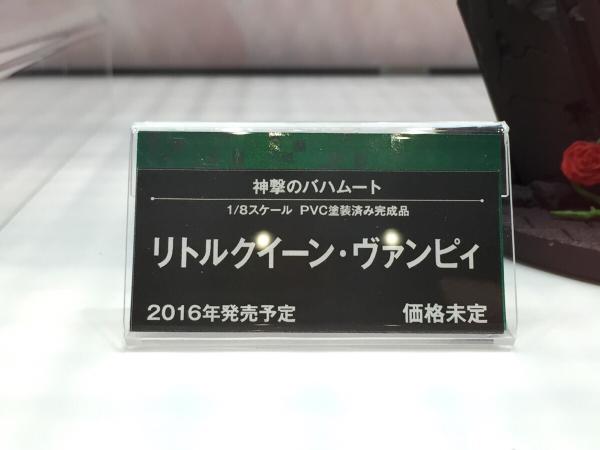 神撃のバハムート
1/8スケール PVC塗装済み完成品
リトルクイーン・ヴァンピィ
2016年発売予定 価格未定